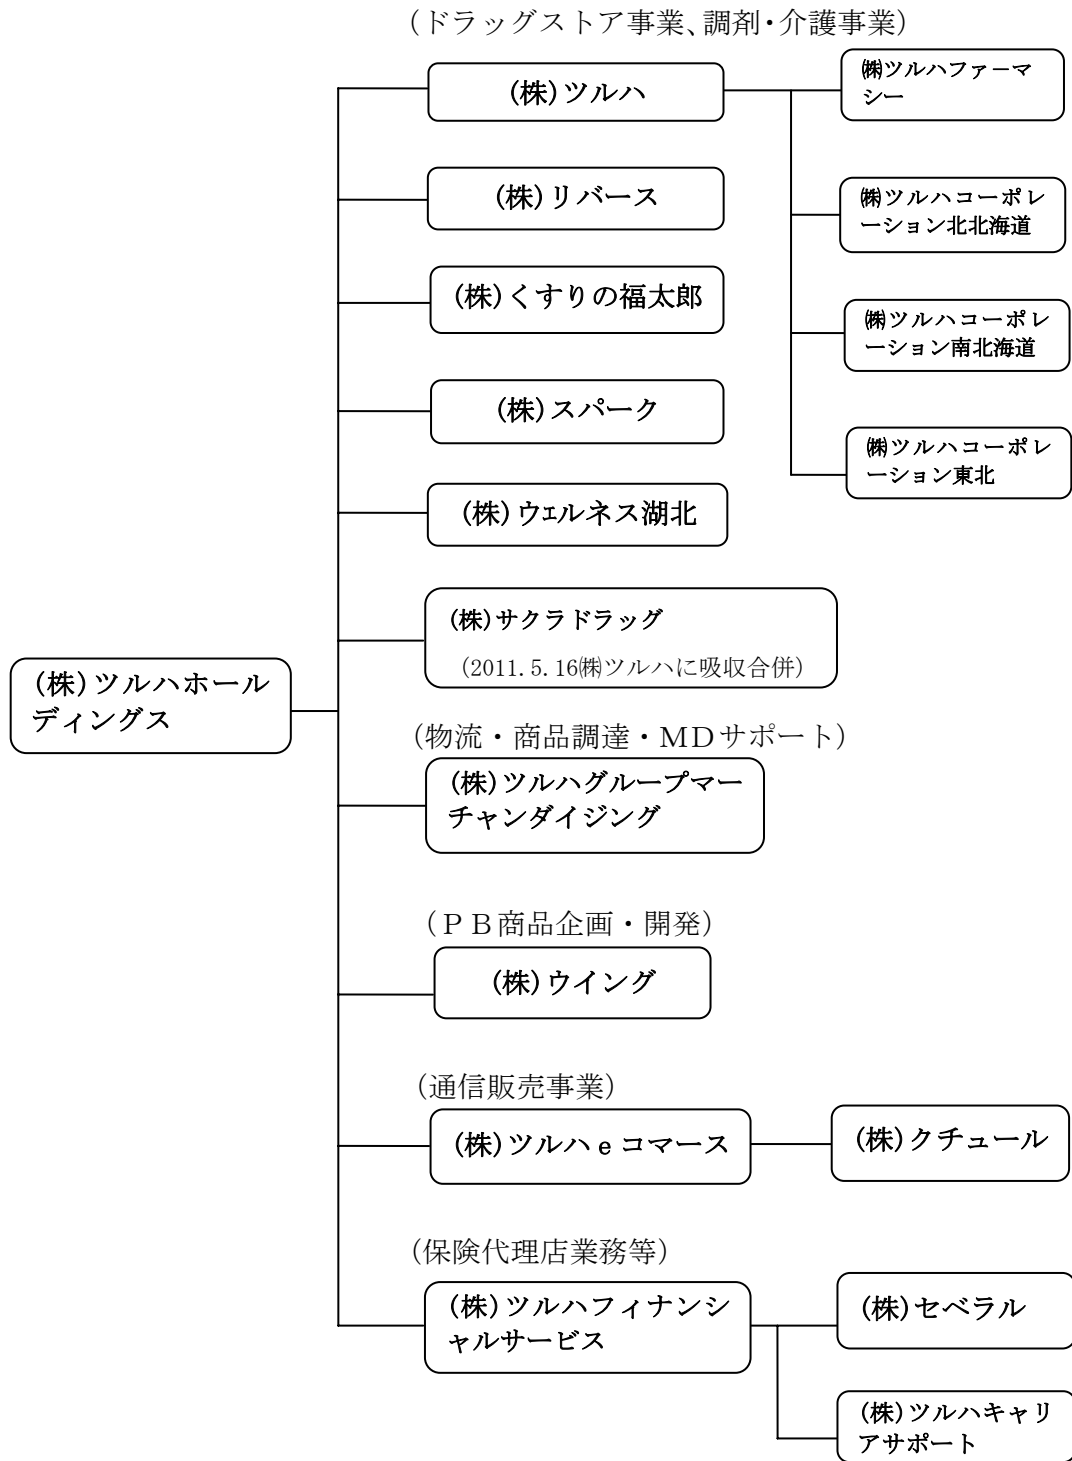 (ドラッグストア事業、調剤・介護事業)
(株)ツルハ
㈱ツルハファーマ
シー
(株)リバース
㈱ツルハコーポレ
ーション北北海道
(株)くすりの福太郎
㈱ツルハコーポレ
ーション南北海道
(株)スパーク
㈱ツルハコーポレ
ーション東北
(株)ウェルネス湖北
(株)サクラドラッグ
(2011.5.16㈱ツルハに吸収合併)
(株)ツルハホール
ディングス
(物流・商品調達・MDサポート)
(株)ツルハグループマー
チャンダイジング
(PB商品企画・開発)
(株)ウイング
(通信販売事業)
(株)ツルハeコマース
(株)クチュール
(保険代理店業務等)
(株)ツルハフィナンシ
ャルサービス
(株)セベラル
(株)ツルハキャリ
アサポート